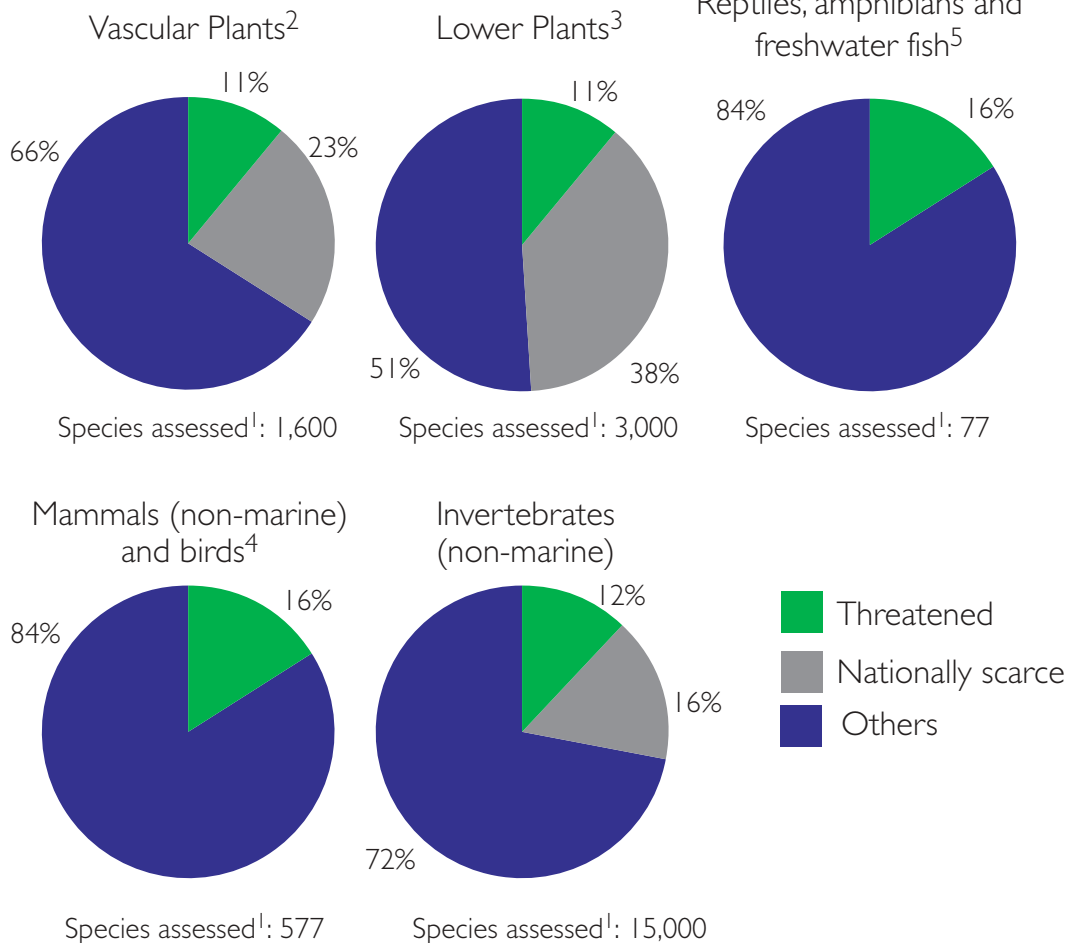 Vascular Plants²
11%
66%
23%
Species assessed¹: 1,600
Lower Plants³
11%
51%
38%
Species assessed¹: 3,000
Reptiles, amphibians and
freshwater fish⁵
84%
16%
Species assessed¹: 77
Mammals (non-marine)
and birds⁴
16%
84%
Species assessed¹: 577
Invertebrates
(non-marine)
12%
16%
72%
Species assessed¹: 15,000
Threatened
Nationally scarce
Others